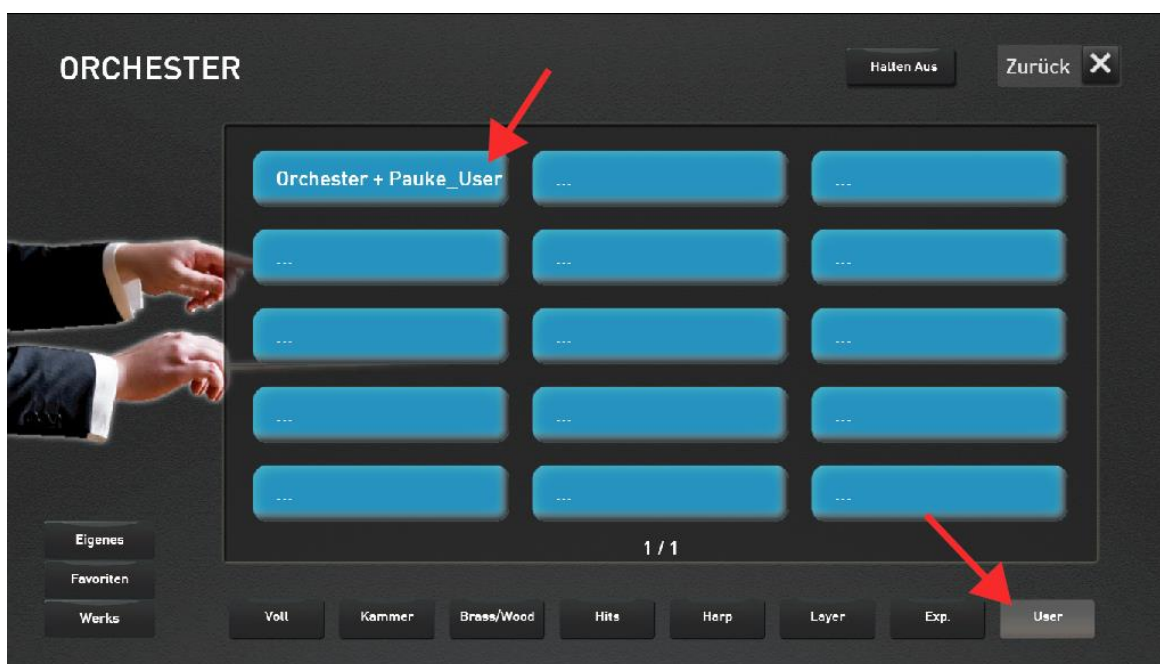 ORCHESTER
Halten Aus
Zurück
Orchester + Pauke_User
... ... ...
... ... ...
... ... ...
... ... ...
... ...
1 / 1
Eigenes
Favoriten
Werks
Voll Kammer Brass/Wood Hits Harp Layer Exp. User